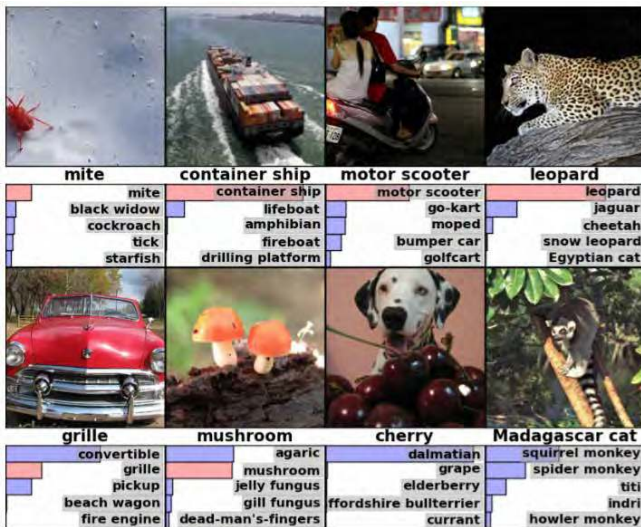 mite container ship motor scooter leopard
mite container ship motor scooter leopard
black widow lifeboat go-kart jaguar
cockroach amphibian moped cheetah
tick fireboat bumper car snow leopard
starfish drilling platform golfcart Egyptian cat
grille mushroom cherry Madagascar cat
convertible agaric dalmatian squirrel monkey
grille mushroom grape spider monkey
pickup jelly fungus elderberry titi
beach wagon gill fungus ffordshire bullterrier indri
fire engine dead-man's-fingers currant howler monkey